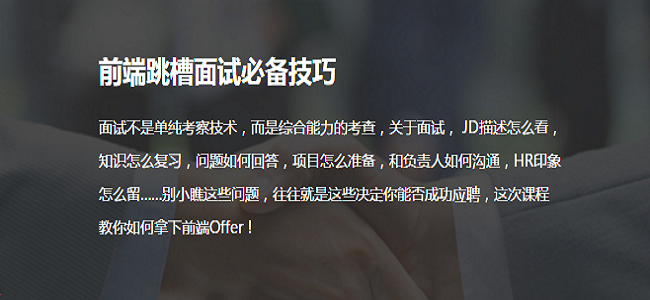 前端跳槽面试必备技巧
面试不是单纯考察技术，而是综合能力的考查，关于面试， JD描述怎么看，
知识怎么复习，问题如何回答，项目怎么准备，和负责人如何沟通，HR印象
怎么留......别小瞧这些问题，往往就是这些决定你能否成功应聘，这次课程
教你如何拿下前端Offer！